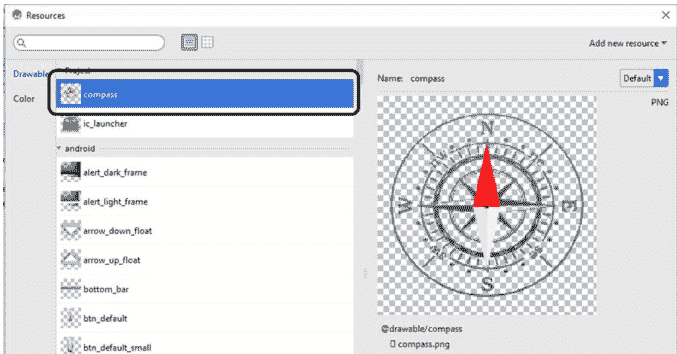 Resources
Add new resource
Drawable
Color
Project
compass
ic_launcher
android
alert_dark_frame
alert_light_frame
arrow_down_float
arrow_up_float
bottom_bar
btn_default
btn_default_small
Name: compass
Default
PNG
N
W
E
S
@drawable/compass
compass.png